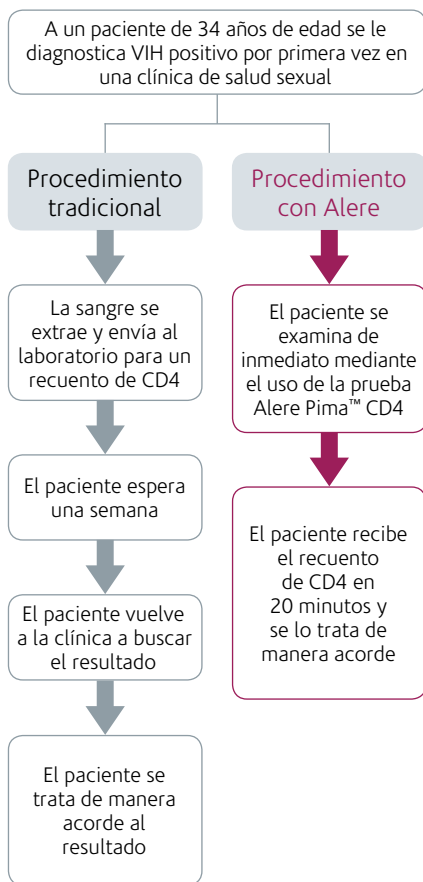 A un paciente de 34 años de edad se le
diagnostica VIH positivo por primera vez en
una clínica de salud sexual
Procedimiento
tradicional
La sangre se
extrae y envía al
laboratorio para un
recuento de CD4
El paciente espera
una semana
El paciente vuelve
a la clínica a buscar
el resultado
El paciente se
trata de manera
acorde al
resultado
Procedimiento
con Alere
El paciente se
examina de
inmediato mediante
el uso de la prueba
Alere Pima™ CD4
El paciente recibe
el recuento
de CD4 en
20 minutos y
se lo trata de
manera acorde